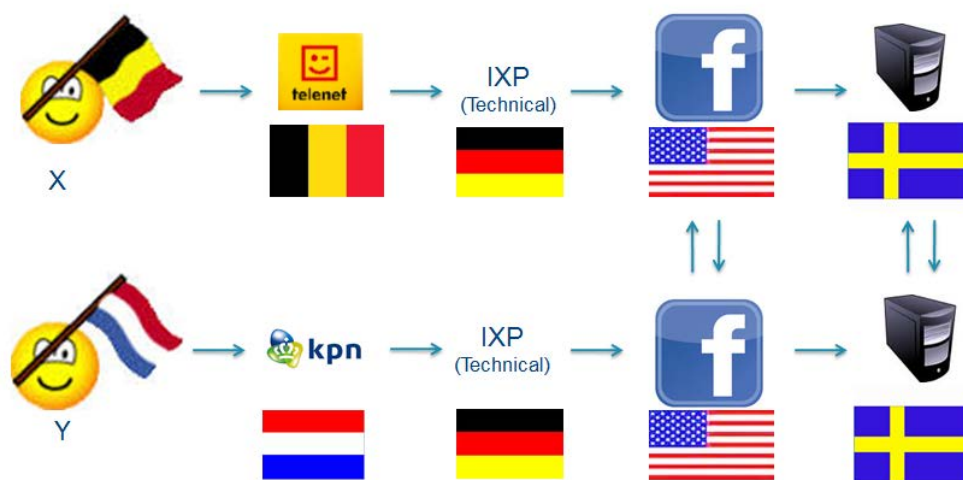 telenet
IXP
(Technical)
f
X
kpn
IXP
(Technical)
f
Y